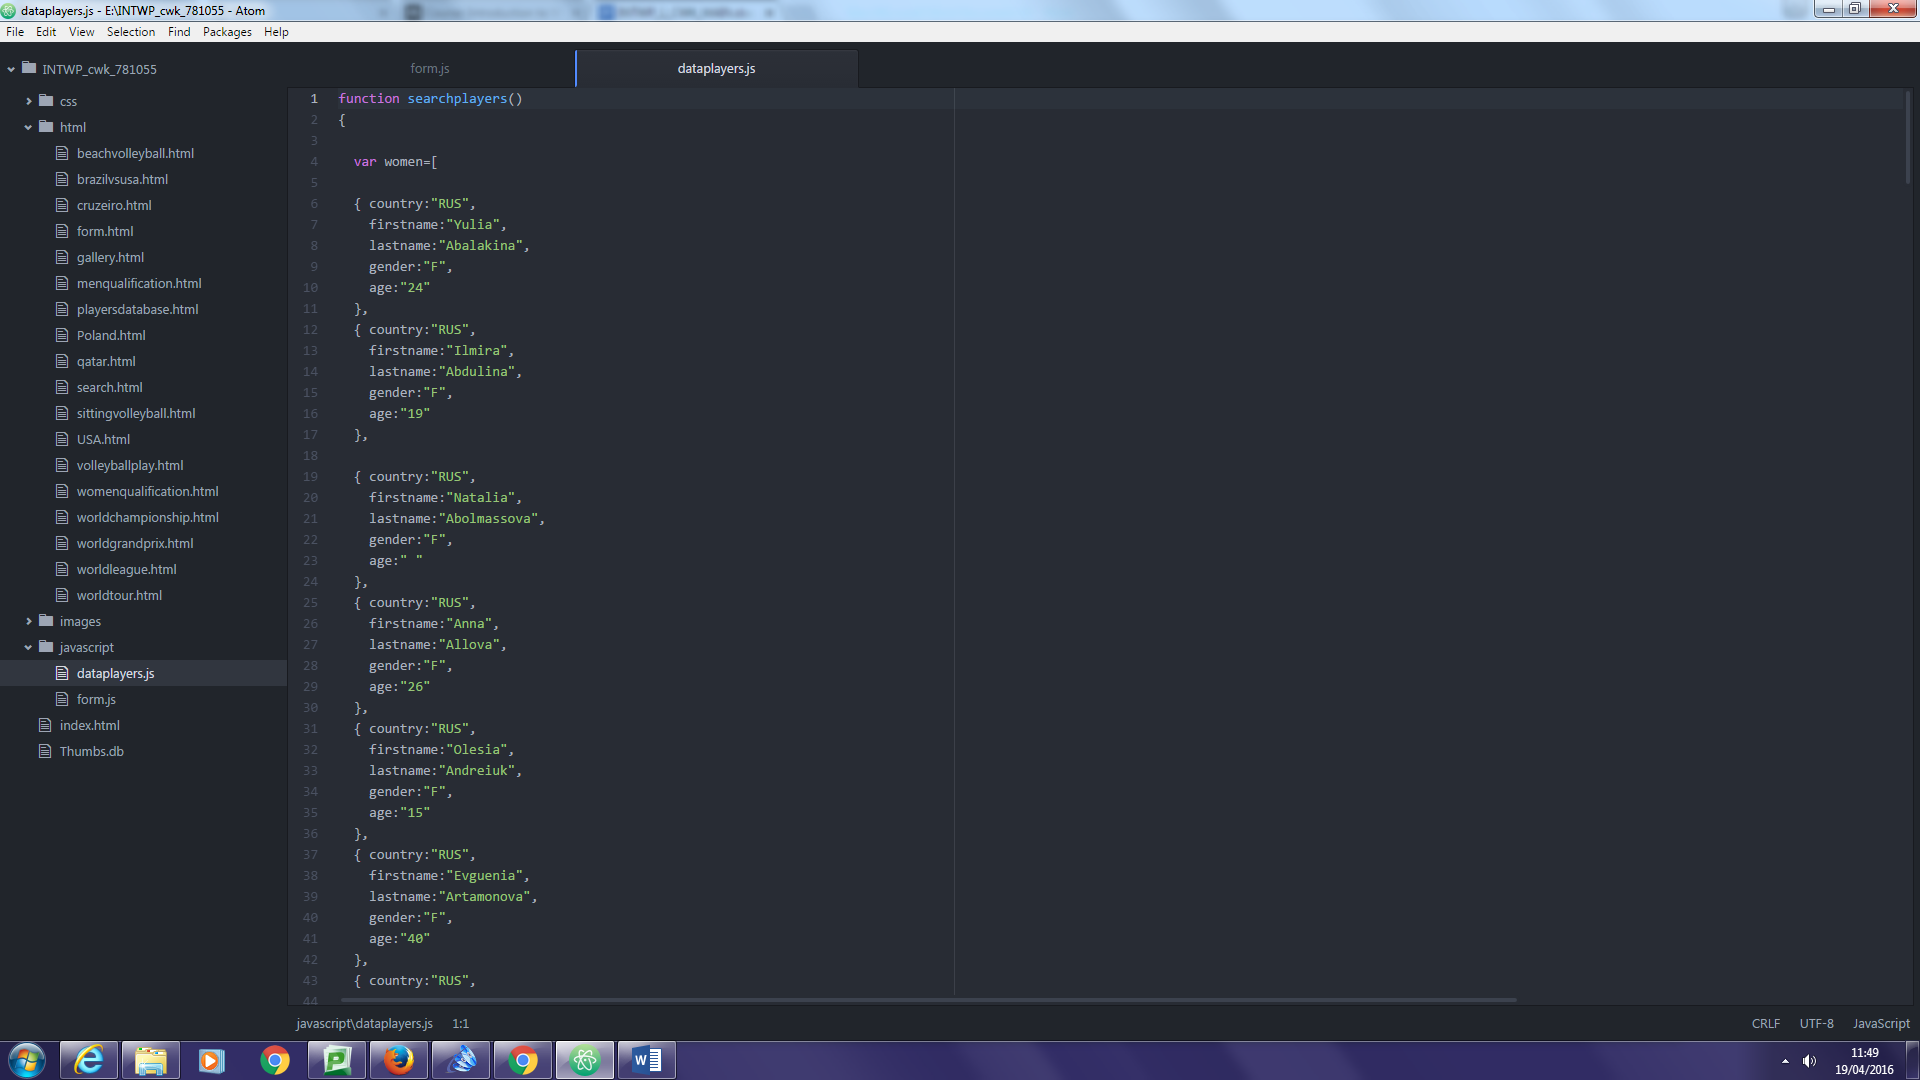 dataplayers.js - E:\INTWP_cwk_781055 - Atom
File Edit View Selection Find Packages Help
INTWP_cwk_781055
css
html
beachvolleyball.html
brazilvsusa.html
cruzeiro.html
form.html
gallery.html
menqualification.html
playersdatabase.html
Poland.html
qatar.html
search.html
sittingvolleyball.html
USA.html
volleyballplay.html
womenqualification.html
worldchampionship.html
worldgrandprix.html
worldleague.html
worldtour.html
images
javascript
dataplayers.js
form.js
index.html
Thumbs.db
form.js dataplayers.js
1 function searchplayers()
2 {
3
4 var women=[
5
6 { country:"RUS",
7 firstname:"Yulia",
8 lastname:"Abalakina",
9 gender:"F",
10 age:"24"
11 },
12 { country:"RUS",
13 firstname:"Ilmira",
14 lastname:"Abdulina",
15 gender:"F",
16 age:"19"
17 },
18
19 { country:"RUS",
20 firstname:"Natalia",
21 lastname:"Abolmassova",
22 gender:"F",
23 age:" "
24 },
25 { country:"RUS",
26 firstname:"Anna",
27 lastname:"Allova",
28 gender:"F",
29 age:"26"
30 },
31 { country:"RUS",
32 firstname:"Olesia",
33 lastname:"Andreiuk",
34 gender:"F",
35 age:"15"
36 },
37 { country:"RUS",
38 firstname:"Evguenia",
39 lastname:"Artamonova",
40 gender:"F",
41 age:"40"
42 },
43 { country:"RUS",
44
javascript\dataplayers.js 1:1 CRLF UTF-8 JavaScript
11:49
19/04/2016